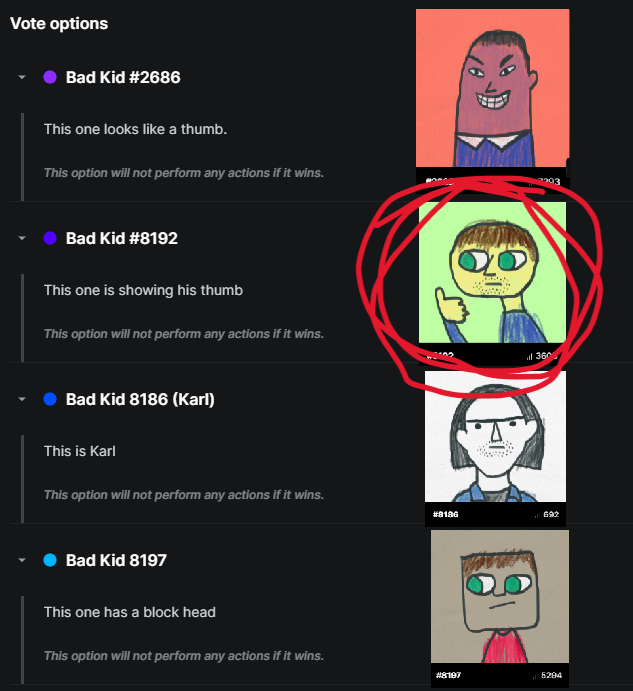 Vote options
Bad Kid #2686
This one looks like a thumb.
This option will not perform any actions if it wins.
7293
Bad Kid #8192
This one is showing his thumb
This option will not perform any actions if it wins.
Bad Kid 8186 (Karl)
This is Karl
This option will not perform any actions if it wins.
#8186 692
Bad Kid 8197
This one has a block head
This option will not perform any actions if it wins.
#8197 5294